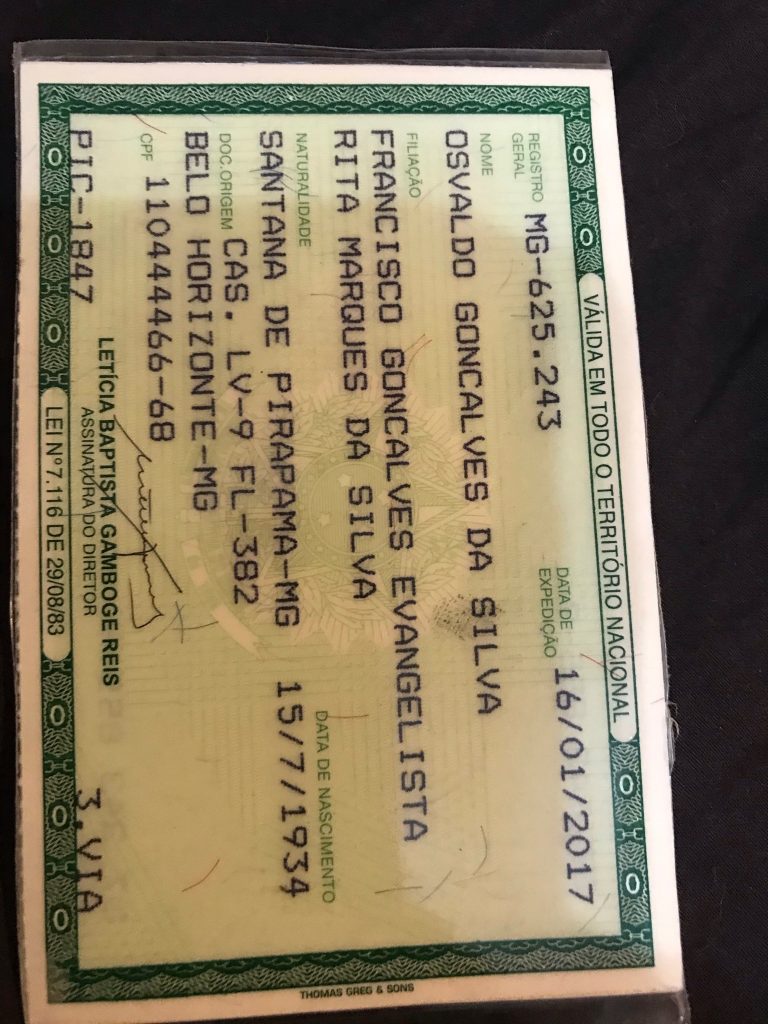 VÁLIDA EM TODO O TERRITÓRIO NACIONAL
REGISTRO GERAL MG-625.243 DATA DE EXPEDIÇÃO 16/01/2017
NOME
OSVALDO GONCALVES DA SILVA
FILIAÇÃO
FRANCISCO GONCALVES EVANGELISTA
RITA MARQUES DA SILVA
NATURALIDADE DATA DE NASCIMENTO
SANTANA DE PIRAPAMA-MG 15/7/1934
DOC.ORIGEM CAS. LV-9 FL-382
BELO HORIZONTE-MG
CPF 11044466-68
LETÍCIA BAPTISTA GAMBOGE REIS
PIC-1847 ASSINATURA DO DIRETOR 3.VIA
LEI Nº 7.116 DE 29/08/83
THOMAS GREG & SONS